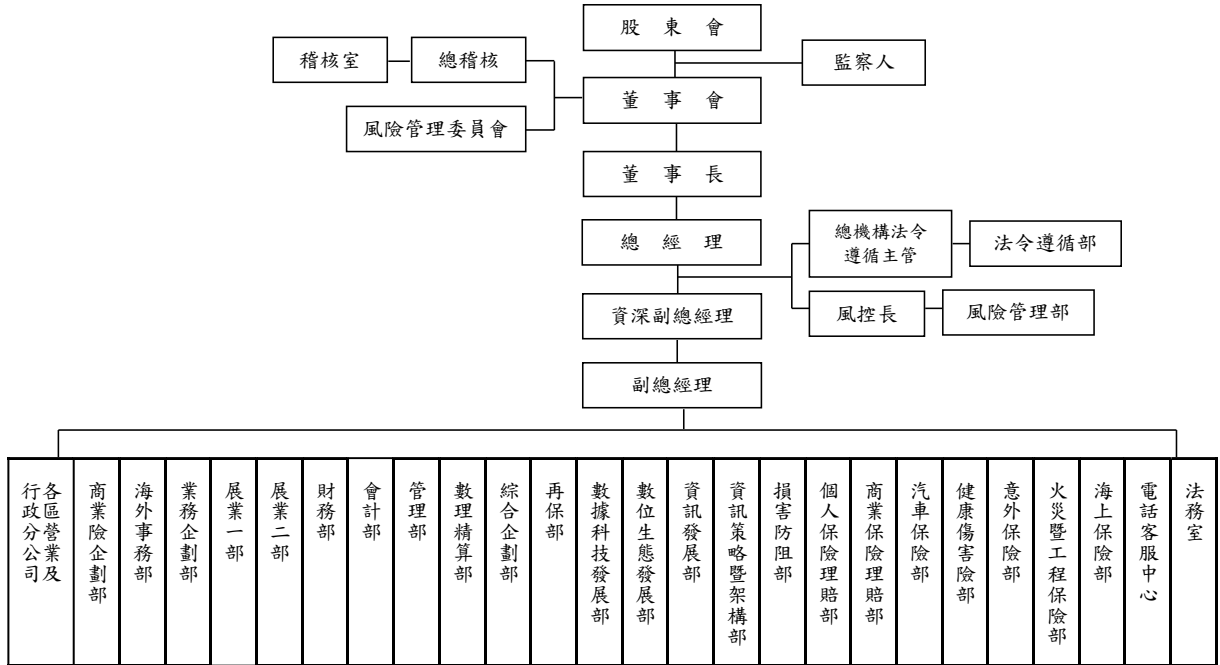 股東會
稽核室
總稽核
監察人
董事會
風險管理委員會
董事長
總經理
總機構法令
遵循主管
法令遵循部
資深副總經理
風控長
風險管理部
副總經理
各區營業及
行政分公司
商業險企劃部
海外事務部
業務企劃部
展業一部
展業二部
財務部
會計部
管理部
數理精算部
綜合企劃部
再保部
數據科技發展部
數位生態發展部
資訊發展部
資訊策略暨架構部
損害防阻部
個人保險理賠部
商業保險理賠部
汽車保險部
健康傷害險部
意外保險部
火災暨工程保險部
海上保險部
電話客服中心
法務室